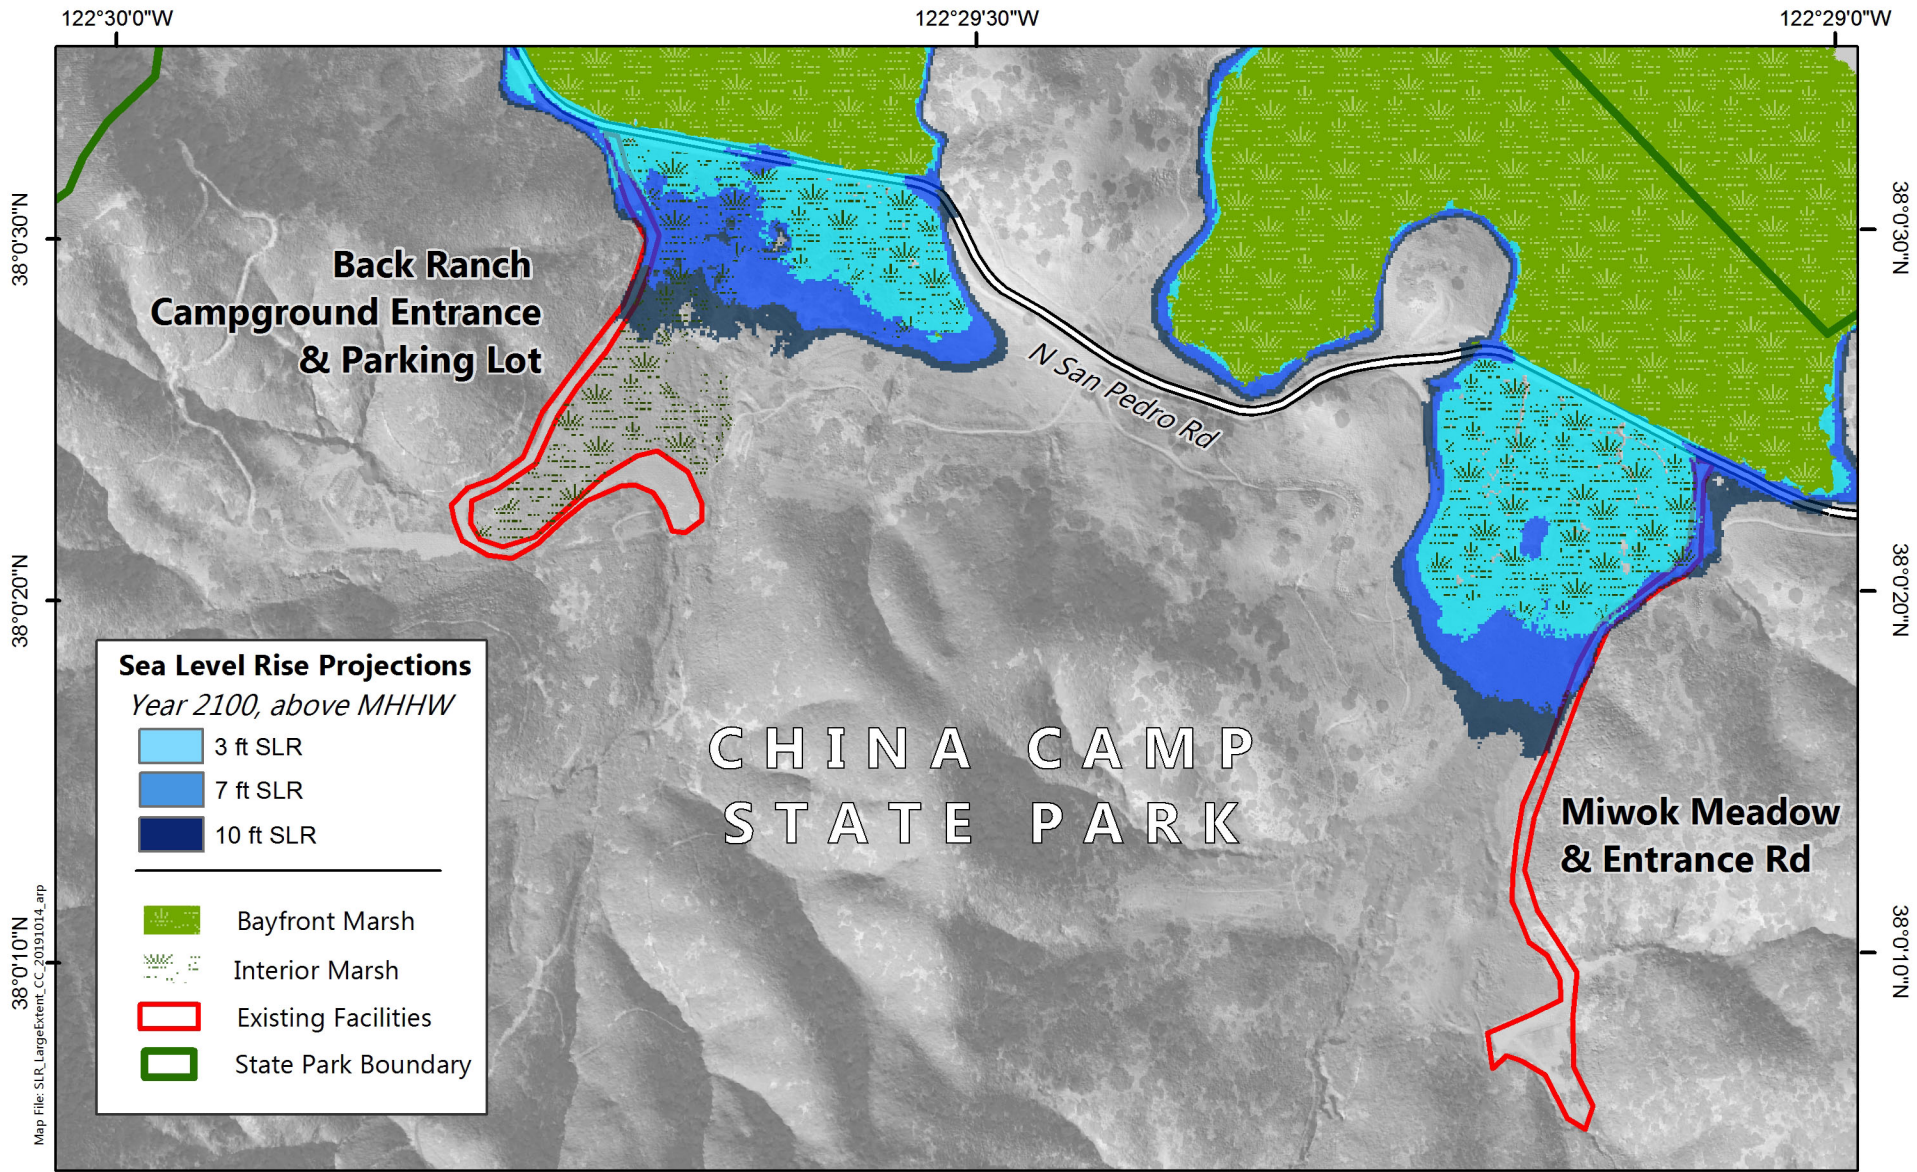 122°30'0"W
122°29'30"W
122°29'0"W
38°0'30"N
38°0'30"N
Back Ranch
Campground Entrance
& Parking Lot
N San Pedro Rd
38°0'20"N
38°0'20"N
Sea Level Rise Projections
Year 2100, above MHHW
3 ft SLR
7 ft SLR
10 ft SLR
Bayfront Marsh
Interior Marsh
Existing Facilities
State Park Boundary
CHINA CAMP
STATE PARK
Miwok Meadow
& Entrance Rd
38°0'10"N
38°0'10"N
Map File: SLR_LargeExtent_CC_20191014_arp